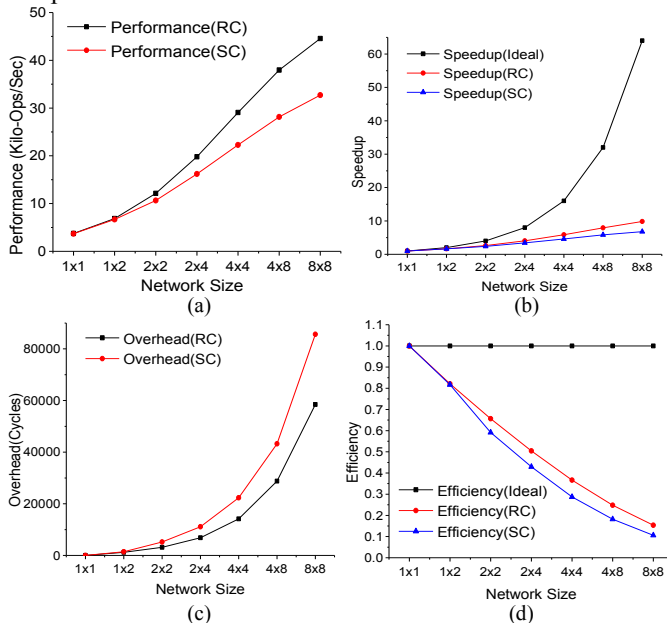 Performance(RC)
Performance(SC)
Performance (Kilo-Ops/Sec)
50
40
30
20
10
0
1x1 1x2 2x2 2x4 4x4 4x8 8x8
Network Size
(a)
Speedup(Ideal)
Speedup(RC)
Speedup(SC)
Speedup
60
50
40
30
20
10
0
1x1 1x2 2x2 2x4 4x4 4x8 8x8
Network Size
(b)
Overhead(RC)
Overhead(SC)
Overhead(Cycles)
80000
60000
40000
20000
0
1x1 1x2 2x2 2x4 4x4 4x8 8x8
Network Size
(c)
Efficiency
1.1
1.0
0.9
0.8
0.7
0.6
0.5
0.4
0.3
0.2
0.1
0.0
Efficiency(Ideal)
Efficiency(RC)
Efficiency(SC)
1x1 1x2 2x2 2x4 4x4 4x8 8x8
Network Size
(d)